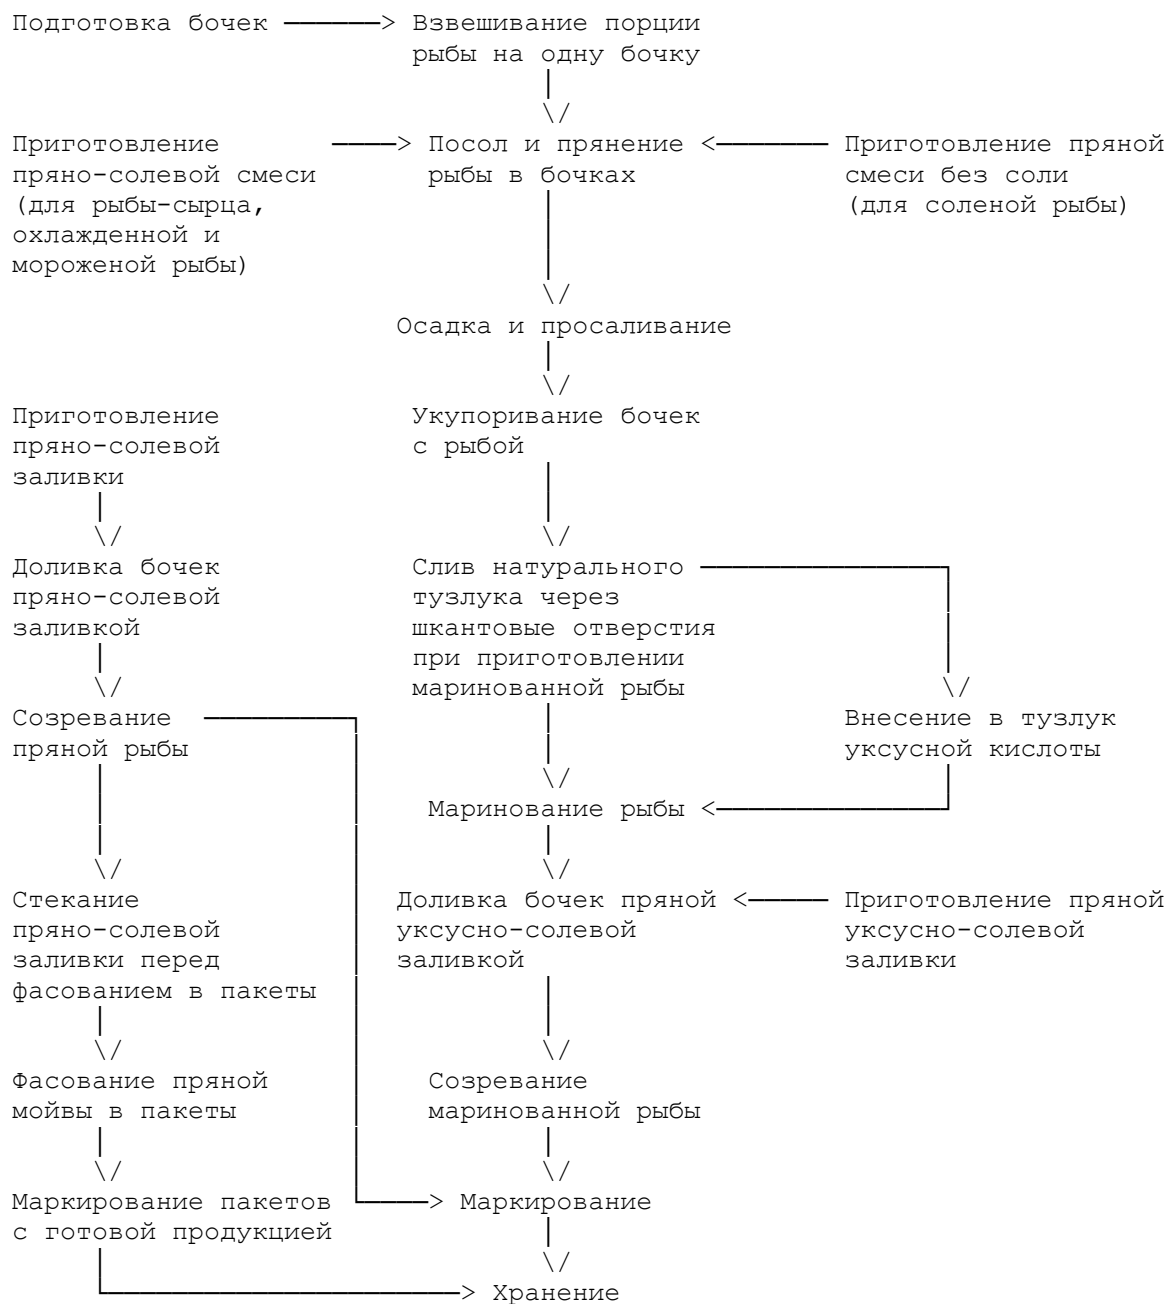 Подготовка бочек ————> Взвешивание порции
рыбы на одну бочку
Приготовление ———> Посол и прянение <——— Приготовление пряной
пряно-солевой смеси рыбы в бочках смеси без соли
(для рыбы-сырца, (для соленой рыбы)
охлажденной и
мороженой рыбы)
Осадка и просаливание
Приготовление Укупоривание бочек
пряно-солевой с рыбой
заливки
Доливка бочек Слив натурального
пряно-солевой тузлука через
заливкой шкантовые отверстия
при приготовлении
маринованной рыбы
Созревание Внесение в тузлук
пряной рыбы уксусной кислоты
Маринование рыбы <
Стекание Доливка бочек пряной <——— Приготовление пряной
пряно-солевой уксусно-солевой уксусно-солевой
заливки перед заливкой заливки
фасованием в пакеты
Фасование пряной Созревание
мойвы в пакеты маринованной рыбы
Маркирование пакетов ———> Маркирование
с готовой продукцией
———> Хранение